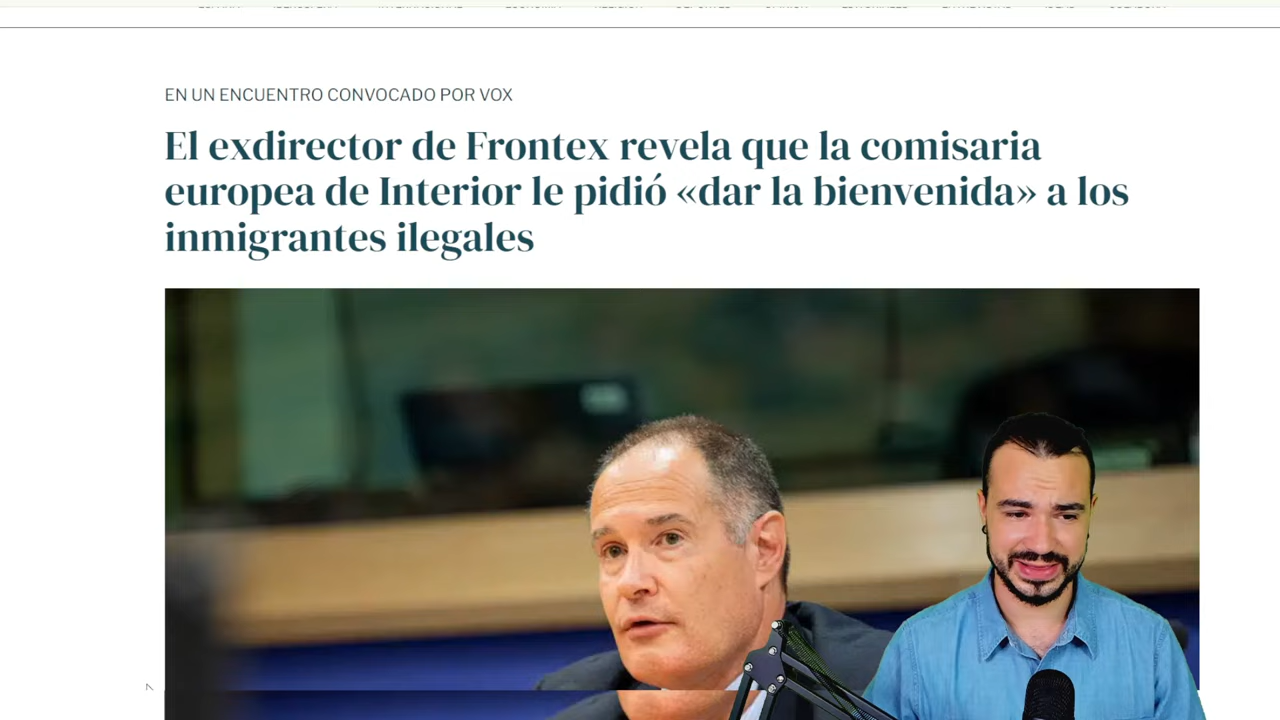 EN UN ENCUENTRO CONVOCADO POR VOX
El exdirector de Frontex revela que la comisaria
europea de Interior le pidió «dar la bienvenida» a los
inmigrantes ilegales